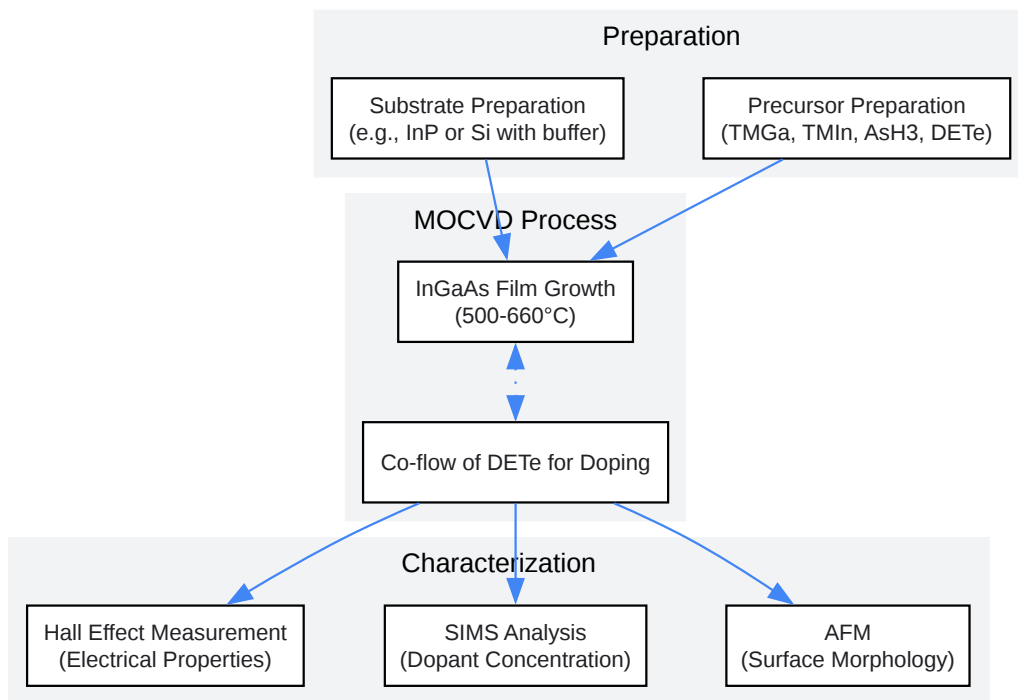 Preparation
Substrate Preparation
(e.g., InP or Si with buffer)
Precursor Preparation
(TMGa, TMIn, AsH3, DETe)
MOCVD Process
InGaAs Film Growth
(500-660°C)
Co-flow of DETe for Doping
Characterization
Hall Effect Measurement
(Electrical Properties)
SIMS Analysis
(Dopant Concentration)
AFM
(Surface Morphology)